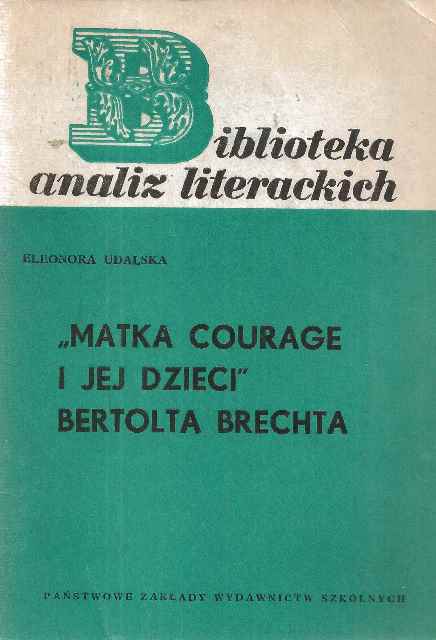 Biblioteka
analiz literackich
ELEONORA UDALSKA
„MATKA COURAGE
I JEJ DZIECI”
BERTOLTA BRECHTA
PAŃSTWOWE ZAKŁADY WYDAWNICTW SZKOLNYCH